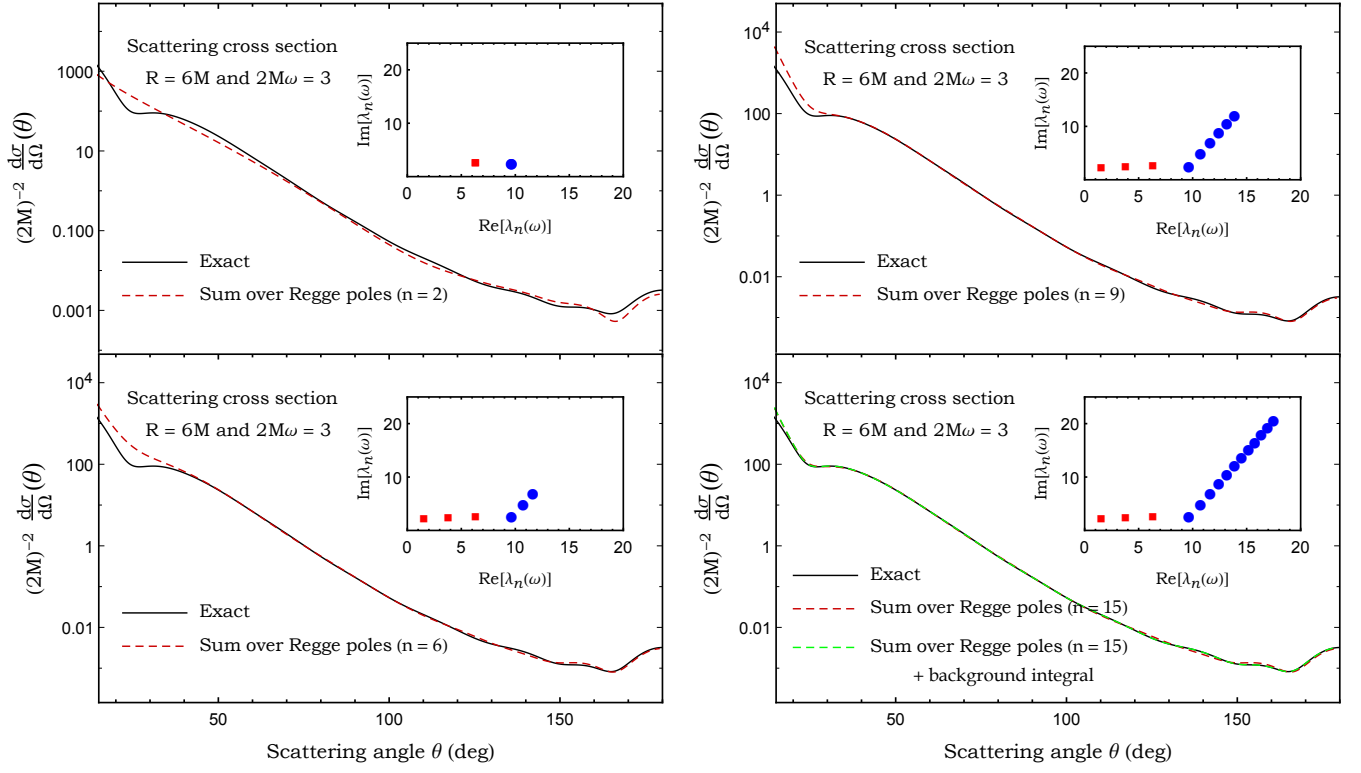 Scattering cross section
R = 6M and 2Mω = 3
(2M)⁻² dσ/dΩ (θ)
1000
10
0.100
0.001
Im[λn(ω)]
20
10
0 5 10 15 20
Re[λn(ω)]
Exact
Sum over Regge poles (n = 2)
Scattering cross section
R = 6M and 2Mω = 3
(2M)⁻² dσ/dΩ (θ)
10⁴
100
1
0.01
Im[λn(ω)]
20
10
0 5 10 15 20
Re[λn(ω)]
Exact
Sum over Regge poles (n = 9)
Scattering cross section
R = 6M and 2Mω = 3
(2M)⁻² dσ/dΩ (θ)
10⁴
100
1
0.01
Im[λn(ω)]
20
10
0 5 10 15 20
Re[λn(ω)]
Exact
Sum over Regge poles (n = 6)
50 100 150
Scattering angle θ (deg)
Scattering cross section
R = 6M and 2Mω = 3
(2M)⁻² dσ/dΩ (θ)
10⁴
100
1
0.01
Im[λn(ω)]
20
10
0 5 10 15 20
Re[λn(ω)]
Exact
Sum over Regge poles (n = 15)
Sum over Regge poles (n = 15)
+ background integral
50 100 150
Scattering angle θ (deg)